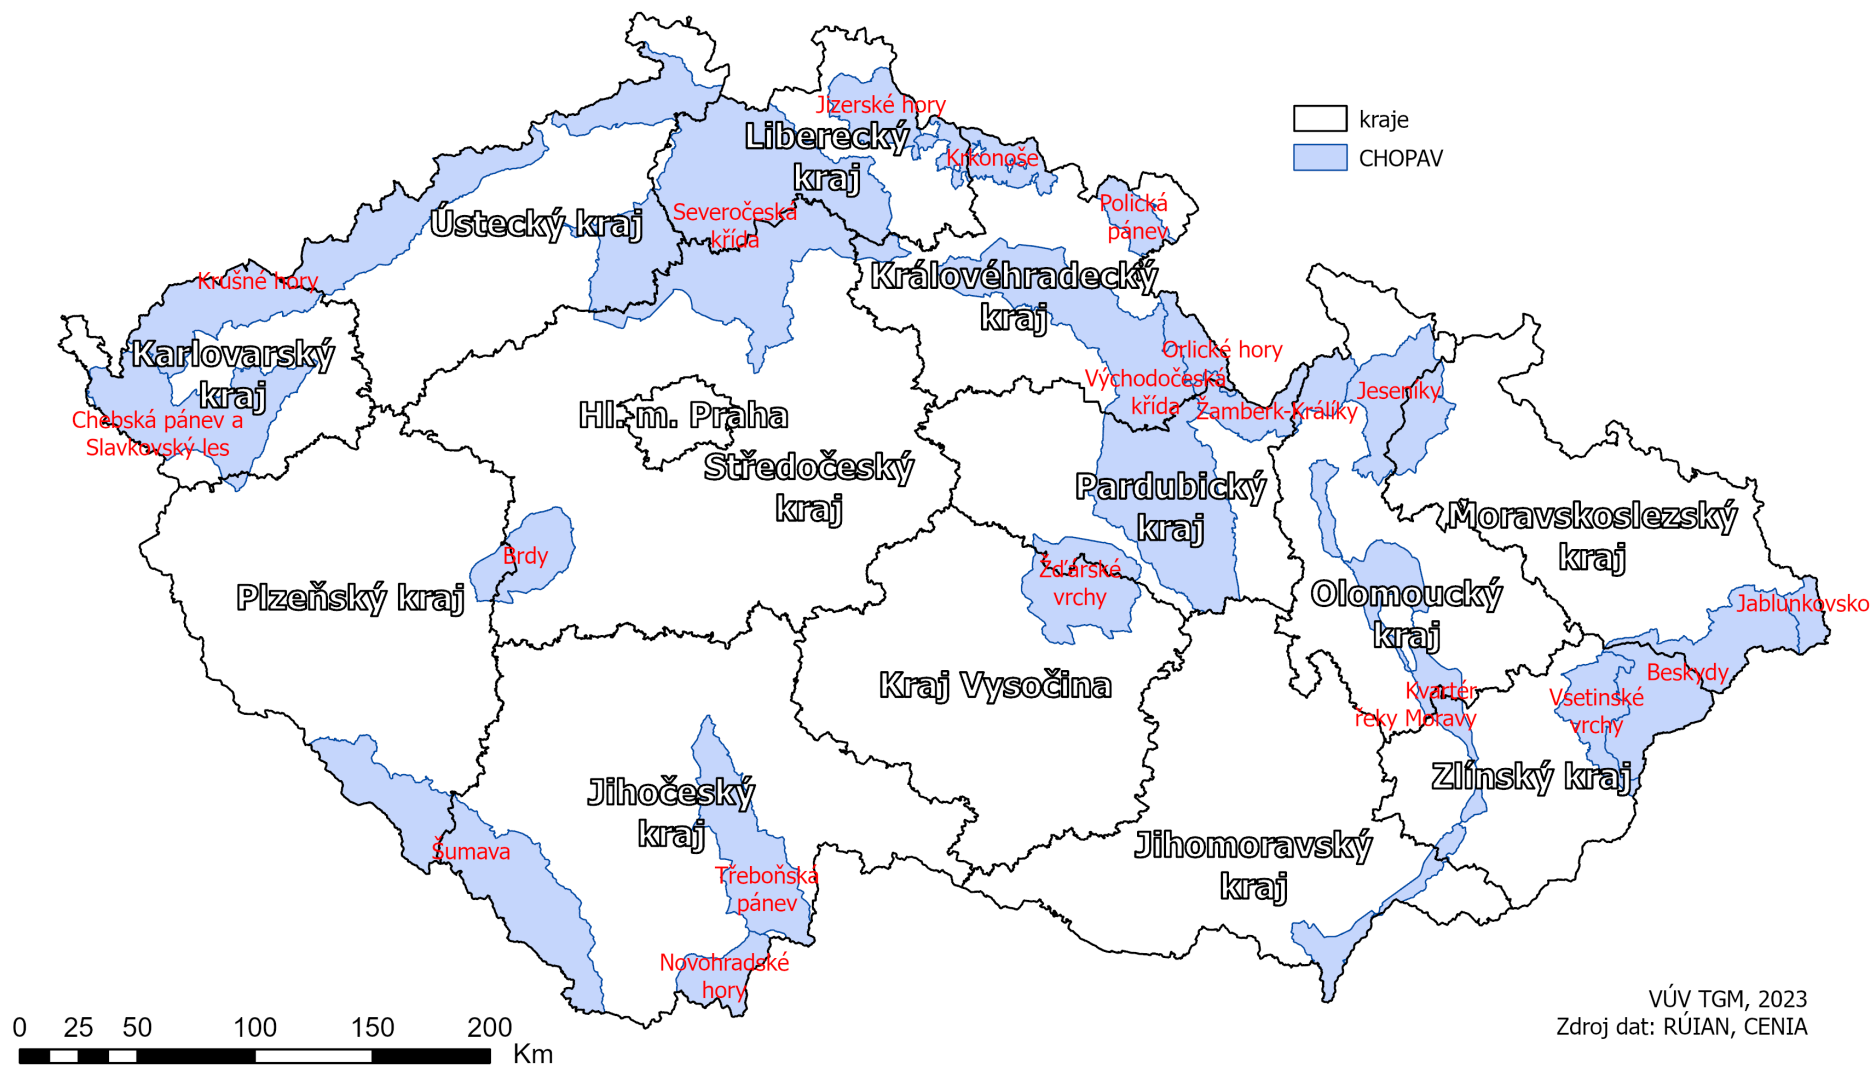 Jizerské hory
Liberecký
kraj
Krkonoše
kraje
CHOPAV
Ústecký kraj
Severočeská
křída
Polická
pánev
Krušné hory
Královéhradecký
kraj
Karlovarský
kraj
Chebská pánev a
Slavkovský les
Orlické hory
Východočeská
křída
Žamberk-Králíky
Jeseníky
Hl. m. Praha
Středočeský
kraj
Pardubický
kraj
Moravskoslezský
kraj
Brdy
Plzeňský kraj
Žďárské
vrchy
Olomoucký
kraj
Jablunkovsko
Kraj Vysočina
Beskydy
Kvartér
řeky Moravy
Vsetinské
vrchy
Zlínský kraj
Jihočeský
kraj
Šumava
Třeboňská
pánev
Jihomoravský
kraj
Novohradské
hory
VÚV TGM, 2023
Zdroj dat: RÚIAN, CENIA
0 25 50 100 150 200
Km